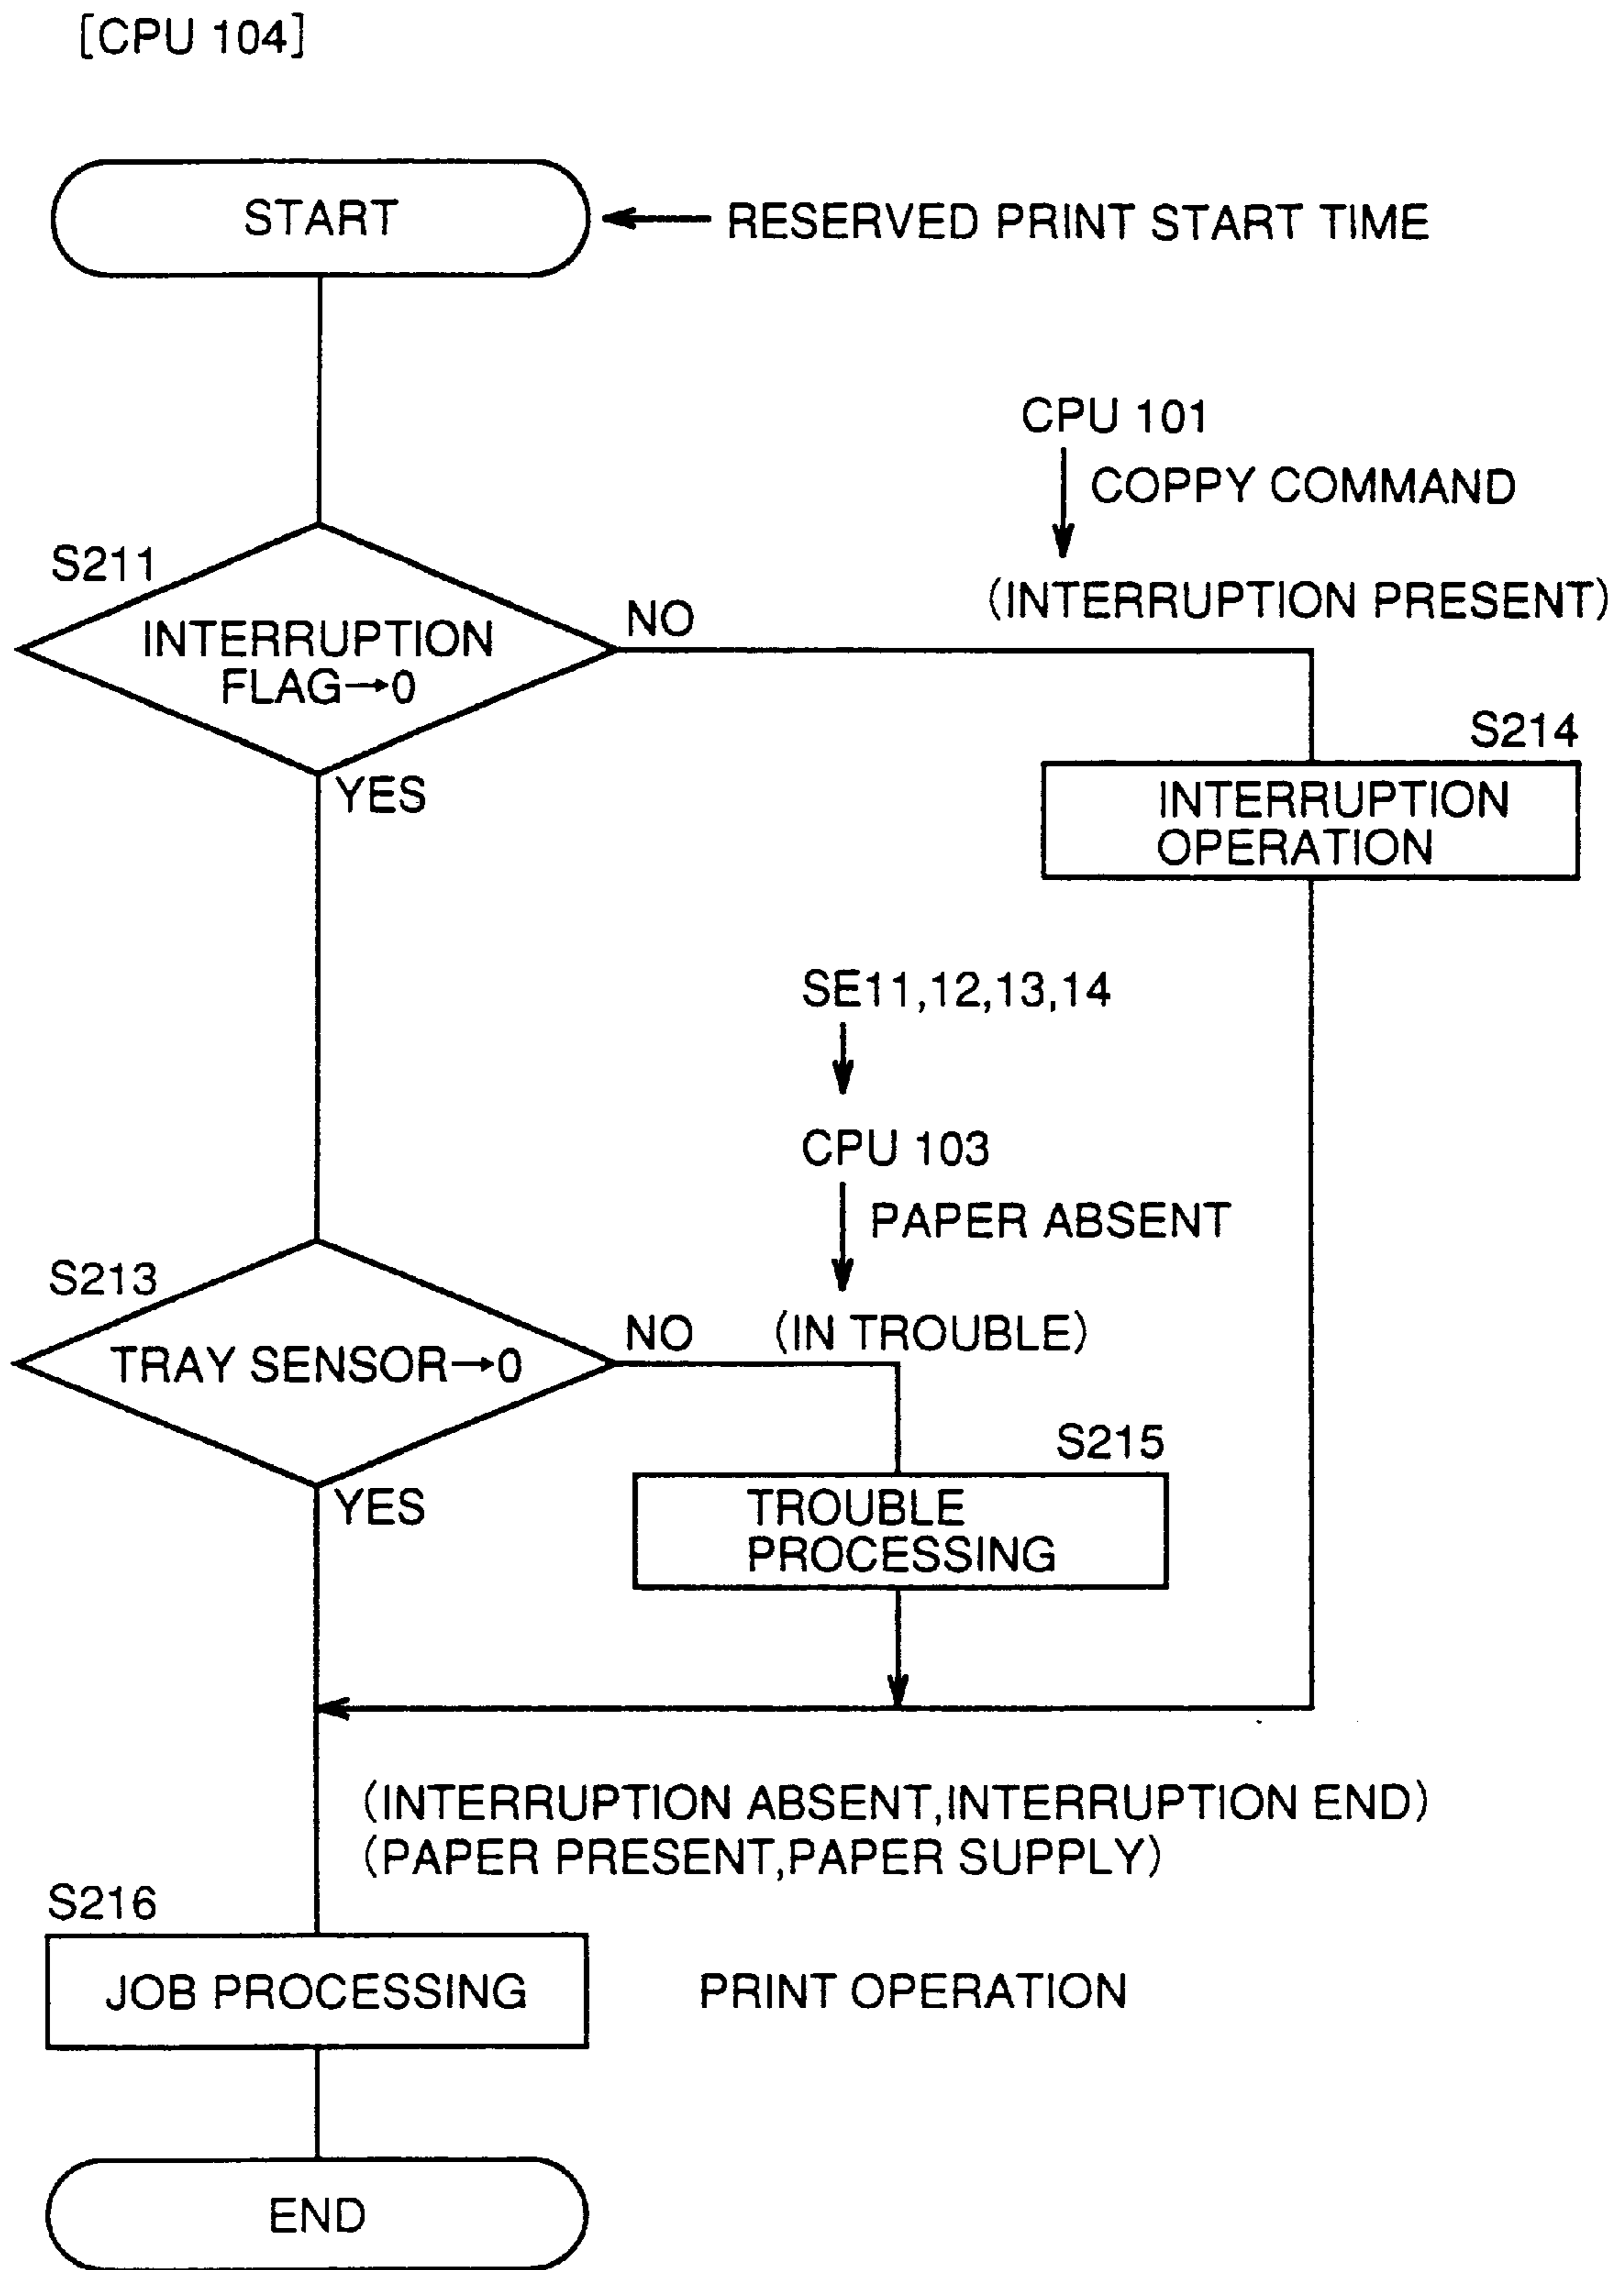 [CPU 104]
START
RESERVED PRINT START TIME
CPU 101
COPPY COMMAND
(INTERRUPTION PRESENT)
S211
INTERRUPTION
FLAG→0
NO
YES
S214
INTERRUPTION
OPERATION
SE11,12,13,14
CPU 103
PAPER ABSENT
(IN TROUBLE)
S213
TRAY SENSOR→0
NO
YES
S215
TROUBLE
PROCESSING
(INTERRUPTION ABSENT,INTERRUPTION END)
(PAPER PRESENT,PAPER SUPPLY)
S216
JOB PROCESSING
PRINT OPERATION
END